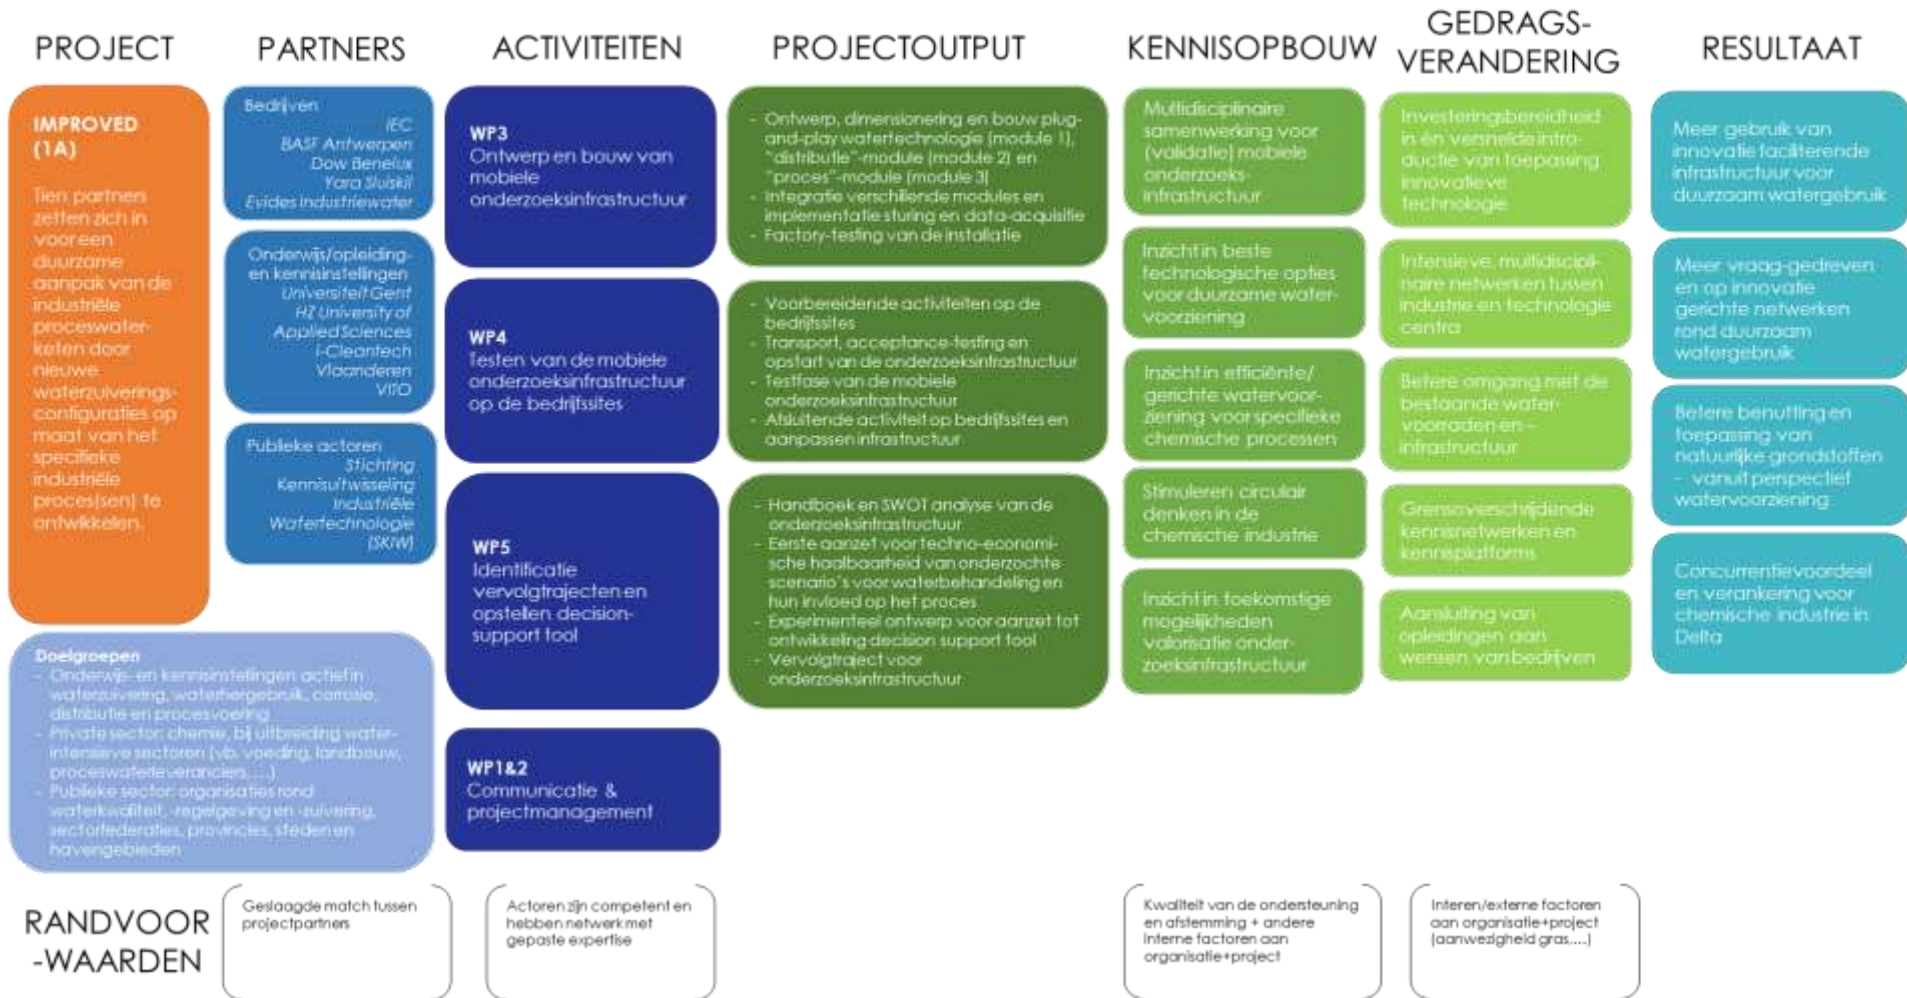 PROJECT
PARTNERS
ACTIVITEITEN
PROJECTOUTPUT
KENNISOPBOUW
GEDRAGS-
VERANDERING
RESULTAAT
IMPROVED
(1A)
Tien partners
zetten zich in
voor een
duurzame
aanpak van de
industriële
proceswater-
keten door
nieuwe
waterzuiverings-
configuraties op
maat van het
specifieke
industriële
proces(sen) te
ontwikkelen.
Bedrijven
IEC
BASF Antwerpen
Dow Benelux
Yara Sluiskil
Evides Industriewater
Onderwijs/opleiding-
en kennisinstellingen
Universiteit Gent
HZ University of
Applied Sciences
i-Cleantech
Vlaanderen
VITO
Publieke actoren
Stichting
Kennisuitwisseling
Industriële
Watertechnologie
(SKIW)
Doelgroepen
- Onderwijs- en kennisinstellingen actief in
waterzuivering, waterhergebruik, corrosie,
distributie en procesvoering
- Private sector: chemie, bij uitbreiding water-
intensieve sectoren (vb. voeding, landbouw,
proceswaterleveranciers,....)
- Publieke sector: organisaties rond
waterkwaliteit, -regelgeving en -zuivering,
sectorfederaties, provincies, steden en
havengebieden
WP3
Ontwerp en bouw van
mobiele
onderzoeksinfrastructuur
WP4
Testen van de mobiele
onderzoeksinfrastructuur
op de bedrijfssites
WP5
Identificatie
vervolgtrajecten en
opstellen decision-
support tool
WP1&2
Communicatie &
projectmanagement
- Ontwerp, dimensionering en bouw plug-
and-play watertechnologie (module 1),
"distributie"-module (module 2) en
"proces"-module (module 3)
- Integratie verschillende modules en
implementatie sturing en data-acquisitie
- Factory-testing van de installatie
- Voorbereidende activiteiten op de
bedrijfssites
- Transport, acceptance-testing en
opstart van de onderzoeksinfrastructuur
- Testfase van de mobiele
onderzoeksinfrastructuur
- Afsluitende activiteit op bedrijfssites en
aanpassen infrastructuur
- Handboek en SWOT analyse van de
onderzoeksinfrastructuur
- Eerste aanzet voor techno-economi-
sche haalbaarheid van onderzochte
scenario's voor waterbehandeling en
hun invloed op het proces
- Experimenteel ontwerp voor aanzet tot
ontwikkeling decision support tool
- Vervolgtraject voor
onderzoeksinfrastructuur
Multidisciplinaire
samenwerking voor
(validatie) mobiele
onderzoeks-
infrastructuur
Inzicht in beste
technologische opties
voor duurzame water-
voorziening
Inzicht in efficiënte/
gerichte watervoor-
ziening voor specifieke
chemische processen
Stimuleren circulair
denken in de
chemische industrie
Inzicht in toekomstige
mogelijkheden
valorisatie onder-
zoeksinfrastructuur
Investeringsbereidheid
in én versnelde intro-
ductie van toepassing
innovatieve
technologie
Intensieve, multidiscipli-
naire netwerken tussen
industrie en technologie
centra
Betere omgang met de
bestaande water-
voorraden en –
infrastructuur
Grensoverschrijdende
kennisnetwerken en
kennisplatforms
Aansluiting van
opleidingen aan
wensen van bedrijven
Meer gebruik van
innovatie faciliterende
infrastructuur voor
duurzaam watergebruik
Meer vraag-gedreven
en op innovatie
gerichte netwerken
rond duurzaam
watergebruik
Betere benutting en
toepassing van
natuurlijke grondstoffen
- vanuit perspectief
watervoorziening
Concurrentievoordeel
en verankering voor
chemische industrie in
Delta
RANDVOOR
-WAARDEN
Geslaagde match tussen
projectpartners
Actoren zijn competent en
hebben netwerk met
gepaste expertise
Kwaliteit van de ondersteuning
en afstemming + andere
interne factoren aan
organisatie+project
Interen/externe factoren
aan organisatie+project
(aanwezigheid gras,...)